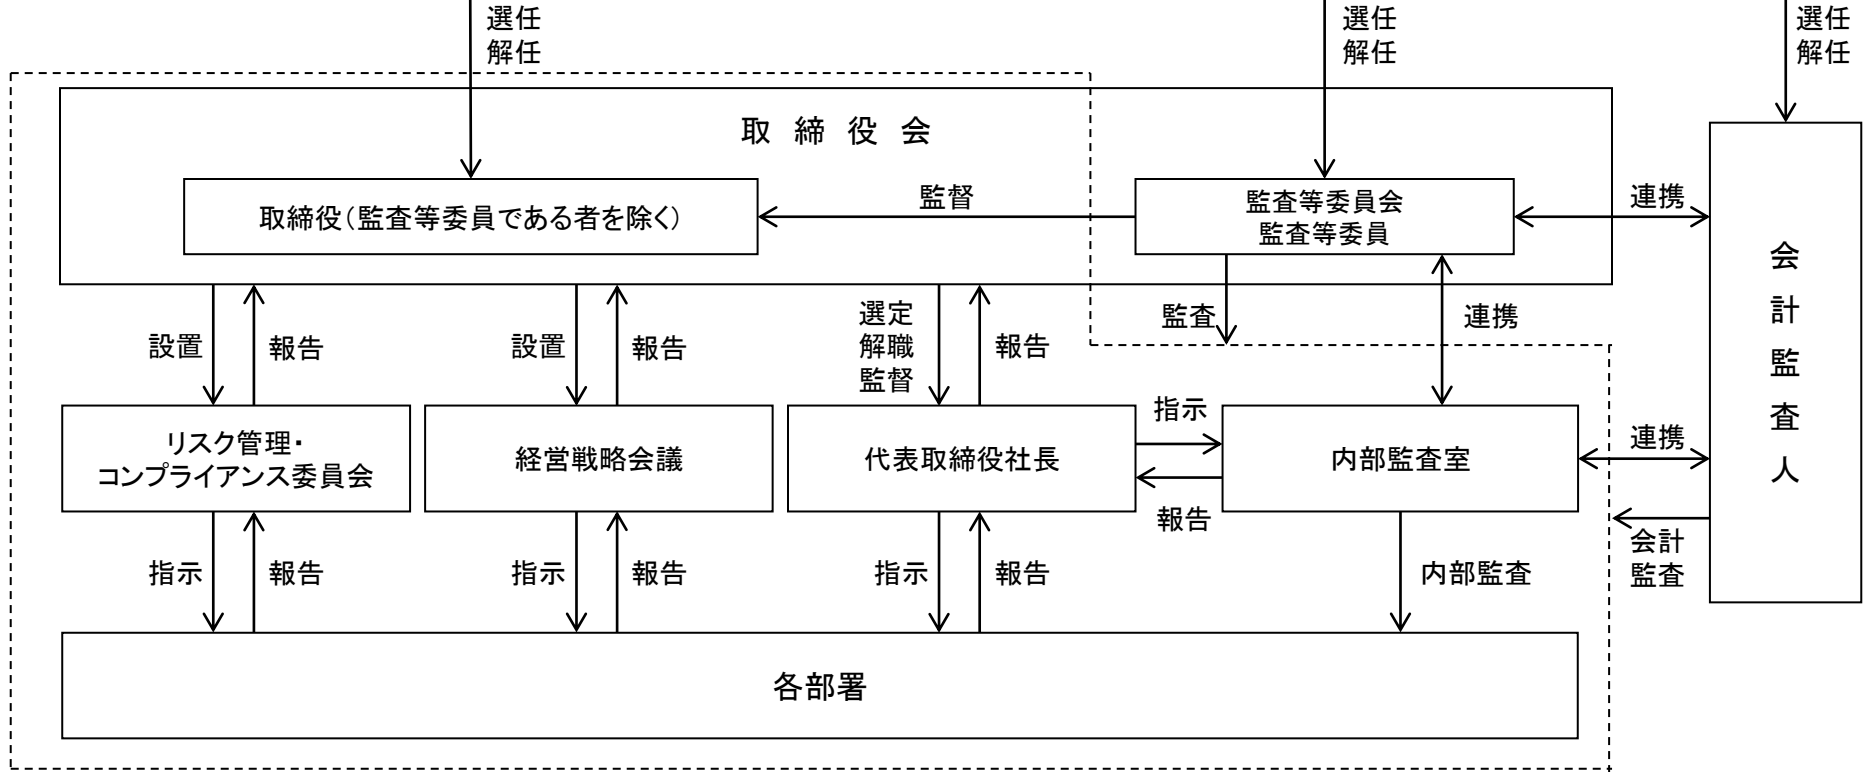 選任
解任
選任
解任
選任
解任
取 締 役 会
取締役（監査等委員である者を除く）
監督
監査等委員会
監査等委員
連携
会
計
監
査
人
設置
報告
設置
報告
選定
解職
監督
報告
監査
連携
リスク管理・
コンプライアンス委員会
経営戦略会議
代表取締役社長
指示
報告
内部監査室
連携
会計
監査
指示
報告
指示
報告
指示
報告
内部監査
各部署